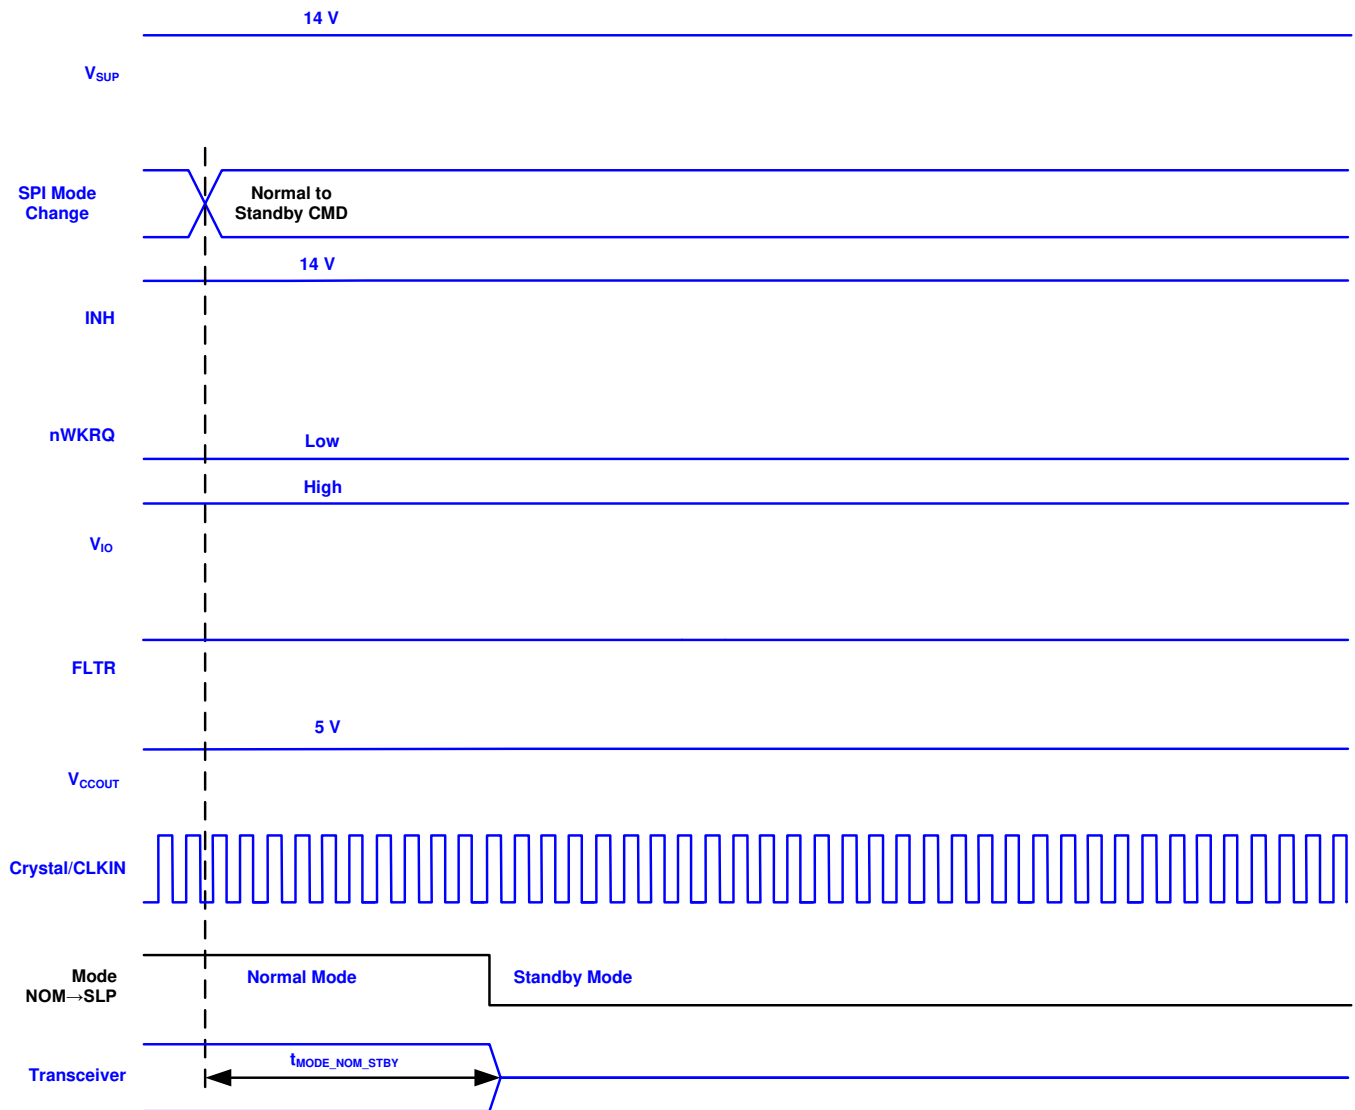 14 V
VSUP
SPI Mode
Change
Normal to
Standby CMD
14 V
INH
nWKRQ
Low
High
VIO
FLTR
5 V
VCCOUT
Crystal/CLKIN
Mode
NOM→SLP
Normal Mode
Standby Mode
Transceiver
tMODE_NOM_STBY